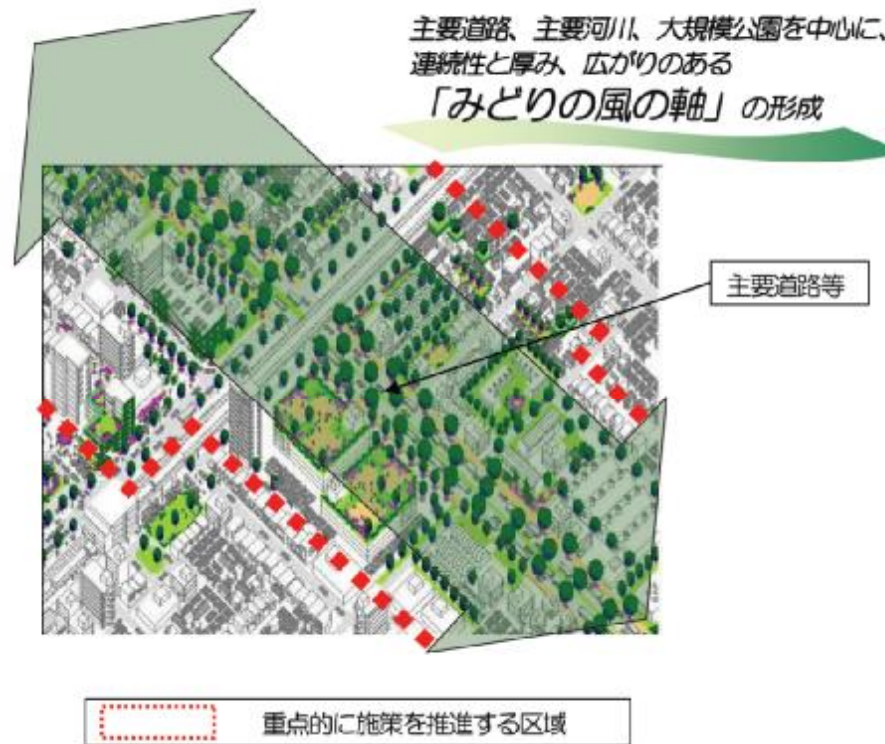 主要道路、主要河川、大規模公園を中心に、
連続性と厚み、広がりのある
「みどりの風の軸」の形成
主要道路等
重点的に施策を推進する区域